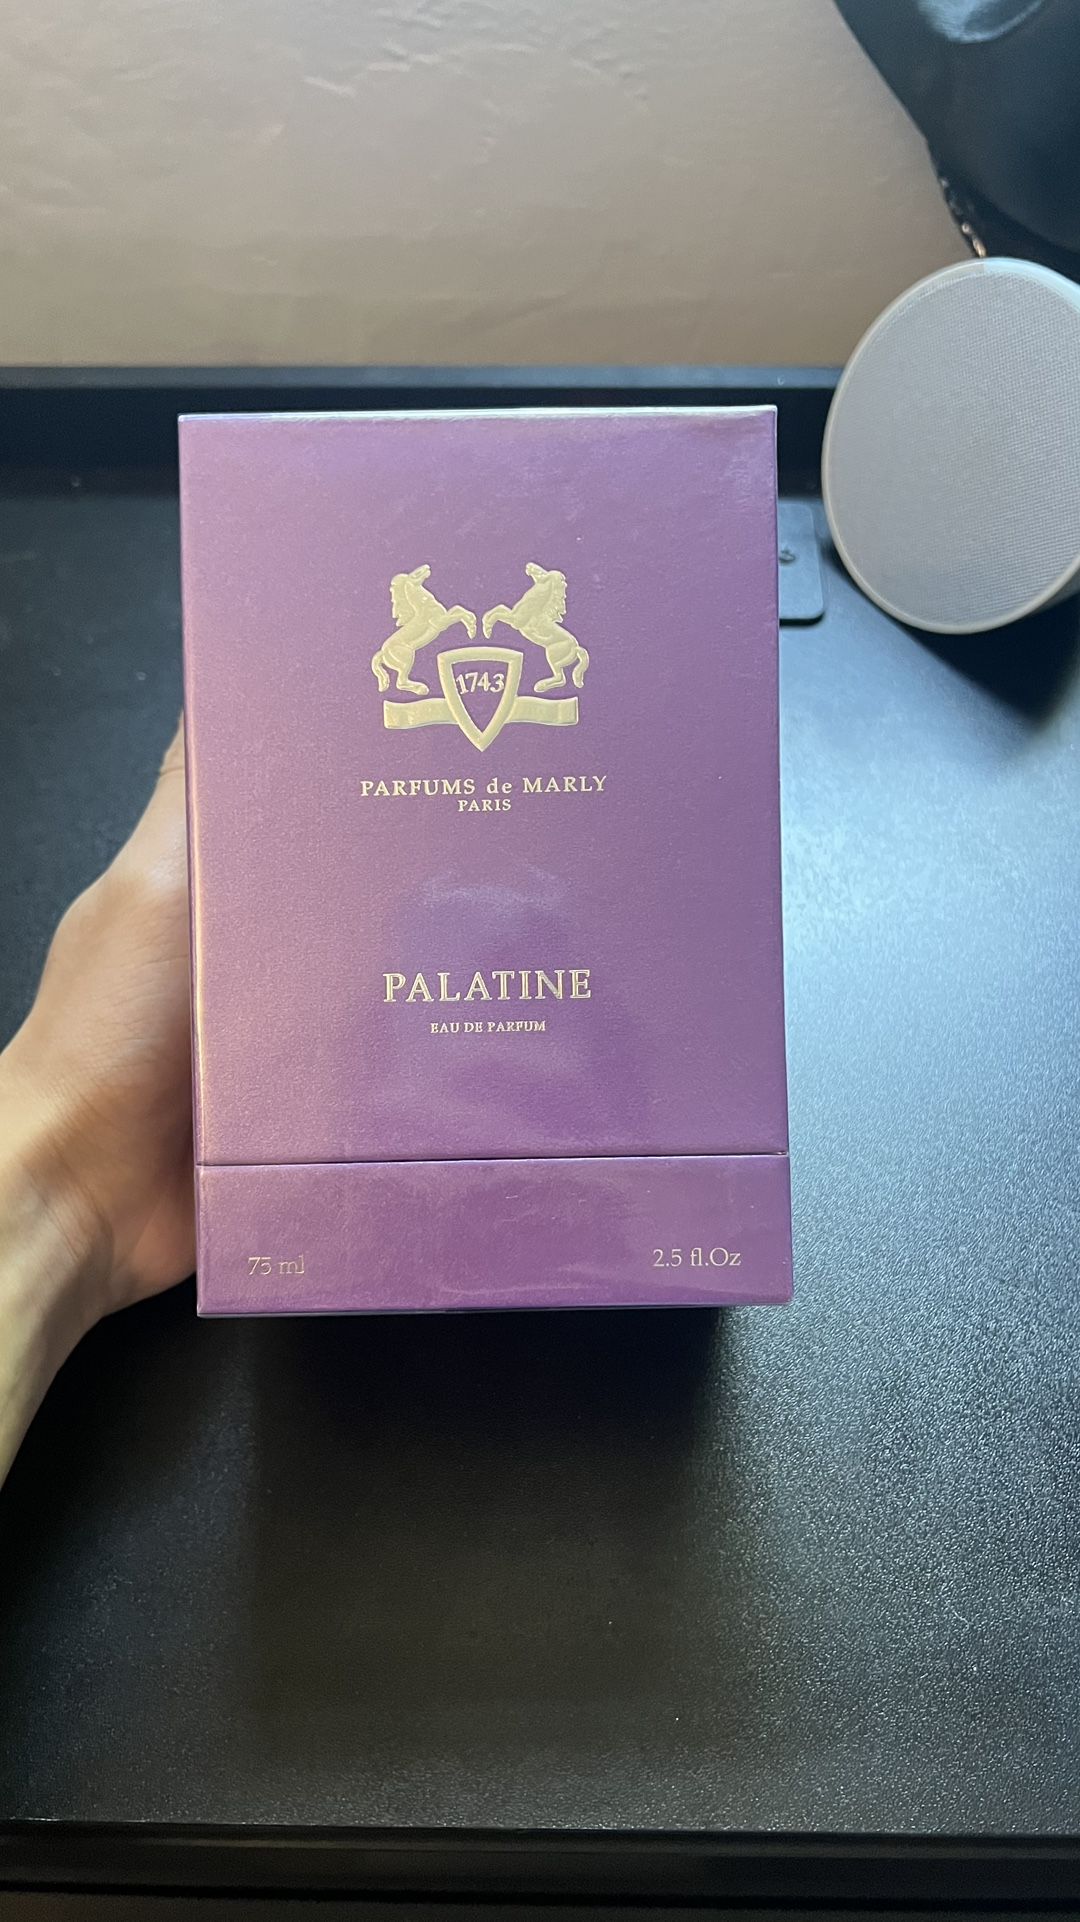 1743
PARFUMS de MARLY
PARIS
PALATINE
EAU DE PARFUM
75 ml 2.5 fl.Oz